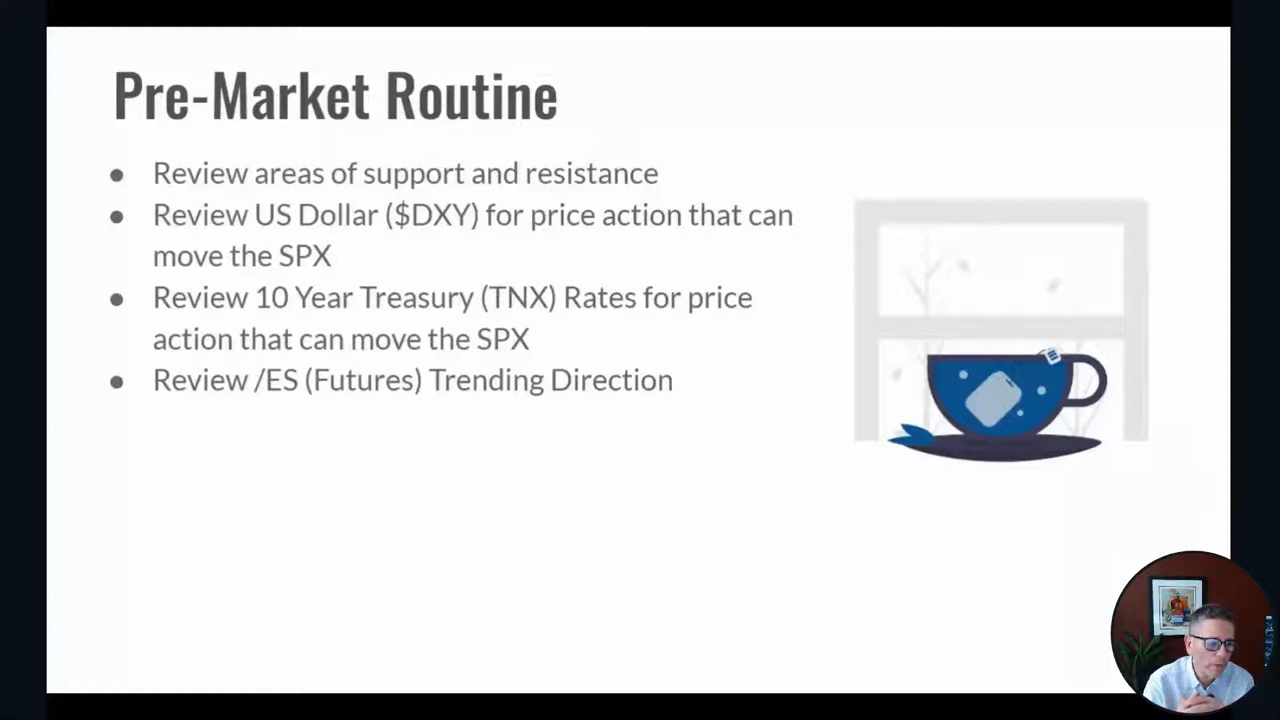 Pre-Market Routine
● Review areas of support and resistance
● Review US Dollar ($DXY) for price action that can
move the SPX
● Review 10 Year Treasury (TNX) Rates for price
action that can move the SPX
● Review /ES (Futures) Trending Direction